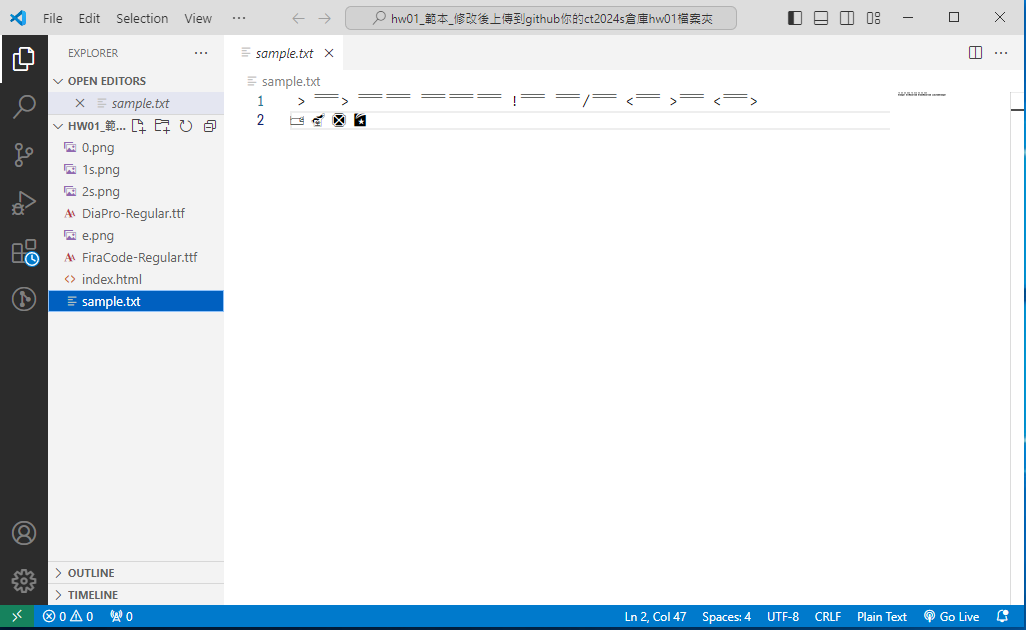 File Edit Selection View ··· hw01_範本_修改後上傳到github你的ct2024s倉庫hw01檔案夾
EXPLORER ···
OPEN EDITORS
sample.txt
HW01_範...
0.png
1s.png
2s.png
DiaPro-Regular.ttf
e.png
FiraCode-Regular.ttf
index.html
sample.txt
OUTLINE
TIMELINE
sample.txt
sample.txt
1
2
0 0 0 Ln 2, Col 47 Spaces: 4 UTF-8 CRLF Plain Text Go Live